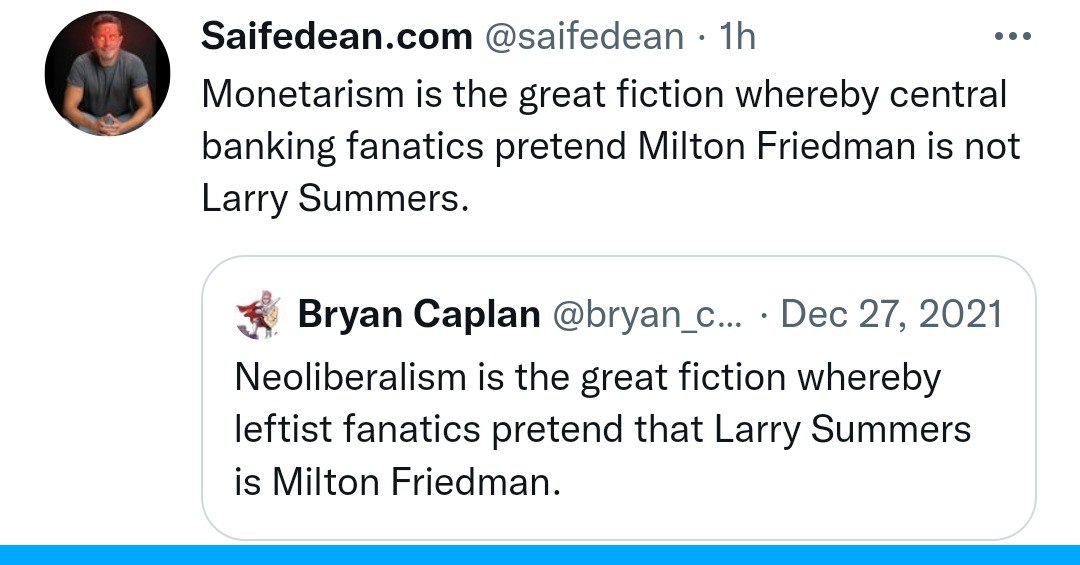 Saifedean.com @saifedean · 1h
Monetarism is the great fiction whereby central
banking fanatics pretend Milton Friedman is not
Larry Summers.
Bryan Caplan @bryan_c... · Dec 27, 2021
Neoliberalism is the great fiction whereby
leftist fanatics pretend that Larry Summers
is Milton Friedman.